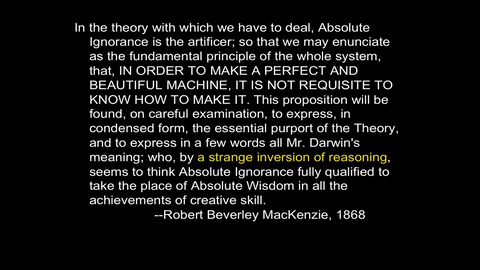 In the theory with which we have to deal, Absolute
Ignorance is the artificer; so that we may enunciate
as the fundamental principle of the whole system,
that, IN ORDER TO MAKE A PERFECT AND
BEAUTIFUL MACHINE, IT IS NOT REQUISITE TO
KNOW HOW TO MAKE IT. This proposition will be
found, on careful examination, to express, in
condensed form, the essential purport of the Theory,
and to express in a few words all Mr. Darwin's
meaning; who, by a strange inversion of reasoning,
seems to think Absolute Ignorance fully qualified to
take the place of Absolute Wisdom in all the
achievements of creative skill.
--Robert Beverley MacKenzie, 1868